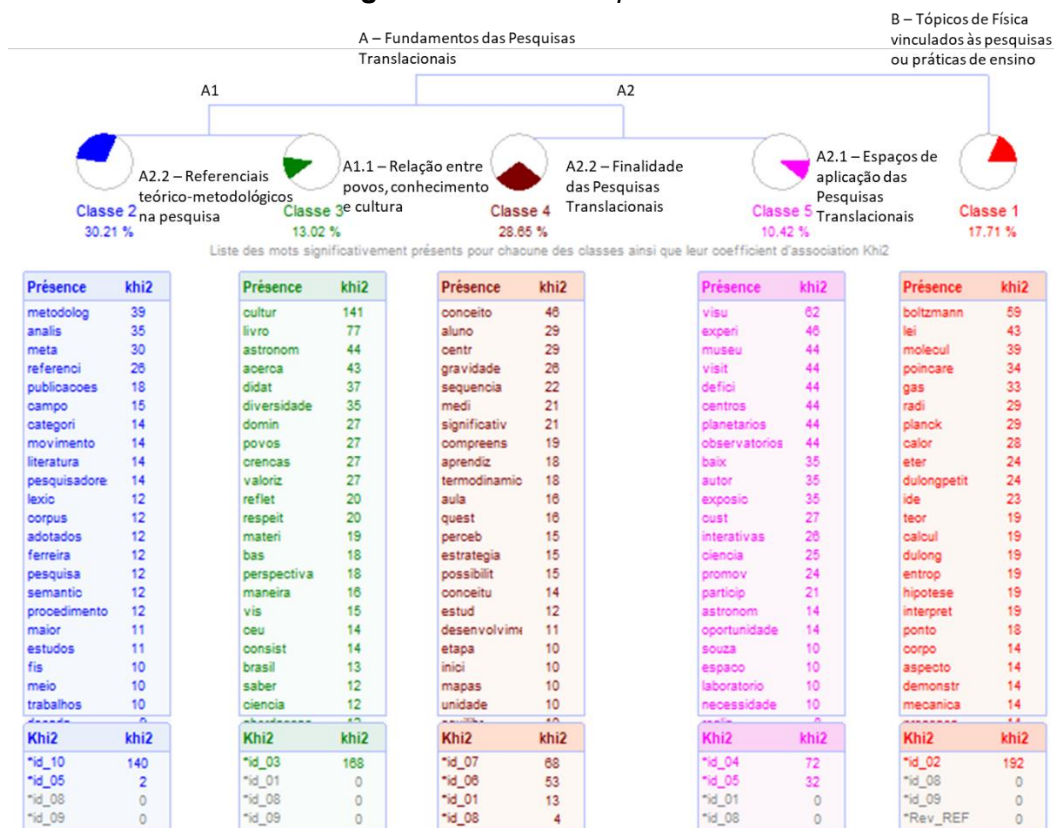 B – Tópicos de Física
vinculados às pesquisas
ou práticas de ensino
A – Fundamentos das Pesquisas
Translacionais
A1
A2
A2.2 – Referenciais
teórico-metodológicos
na pesquisa
A1.1 – Relação entre
povos, conhecimento
e cultura
A2.2 – Finalidade
das Pesquisas
Translacionais
A2.1 – Espaços de
aplicação das
Pesquisas
Translacionais
Classe 2
30.21 %
Classe 3
13.02 %
Classe 4
28.65 %
Classe 5
10.42 %
Classe 1
17.71 %
Liste des mots significativement présents pour chacune des classes ainsi que leur coefficient d'association Khi2
Présence khi2
metodolog 39
analis 35
meta 30
referenci 26
publicacoes 18
campo 15
categori 14
movimento 14
literatura 14
pesquisadore 14
lexic 12
corpus 12
adotados 12
ferreira 12
pesquisa 12
semantic 12
procedimento 12
maior 11
estudos 11
fis 10
meio 10
trabalhos 10
Khi2 khi2
*id_10 140
*id_05 2
*id_08 0
*id_09 0
Présence khi2
cultur 141
livro 77
astronom 44
acerca 43
didat 37
diversidade 35
domin 27
povos 27
crencas 27
valoriz 27
reflet 20
respeit 20
materi 19
bas 18
perspectiva 18
maneira 16
vis 15
ceu 14
consist 14
brasil 13
saber 12
ciencia 12
Khi2 khi2
*id_03 168
*id_01 0
*id_08 0
*id_09 0
Présence khi2
conceito 46
aluno 29
centr 29
gravidade 26
sequencia 22
medi 21
significativ 21
compreens 19
aprendiz 18
termodinamic 18
aula 16
quest 16
perceb 15
estrategia 15
possibilit 15
conceitu 14
estud 12
desenvolvime 11
etapa 10
inici 10
mapas 10
unidade 10
Khi2 khi2
*id_07 68
*id_06 53
*id_01 13
*id_08 4
Présence khi2
visu 62
experi 46
museu 44
visit 44
defici 44
centros 44
planetarios 44
observatorios 44
baix 35
autor 35
exposic 35
cust 27
interativas 26
ciencia 25
promov 24
particip 21
astronom 14
oportunidade 14
souza 10
espaco 10
laboratorio 10
necessidade 10
Khi2 khi2
*id_04 72
*id_05 32
*id_01 0
*id_08 0
Présence khi2
boltzmann 59
lei 43
molecul 39
poincare 34
gas 33
radi 29
planck 29
calor 28
eter 24
dulongpetit 24
ide 23
teor 19
calcul 19
dulong 19
entrop 19
hipotese 19
interpret 19
ponto 18
corpo 14
aspecto 14
demonstr 14
mecanica 14
Khi2 khi2
*id_02 192
*id_08 0
*id_09 0
*Rev_REF 0